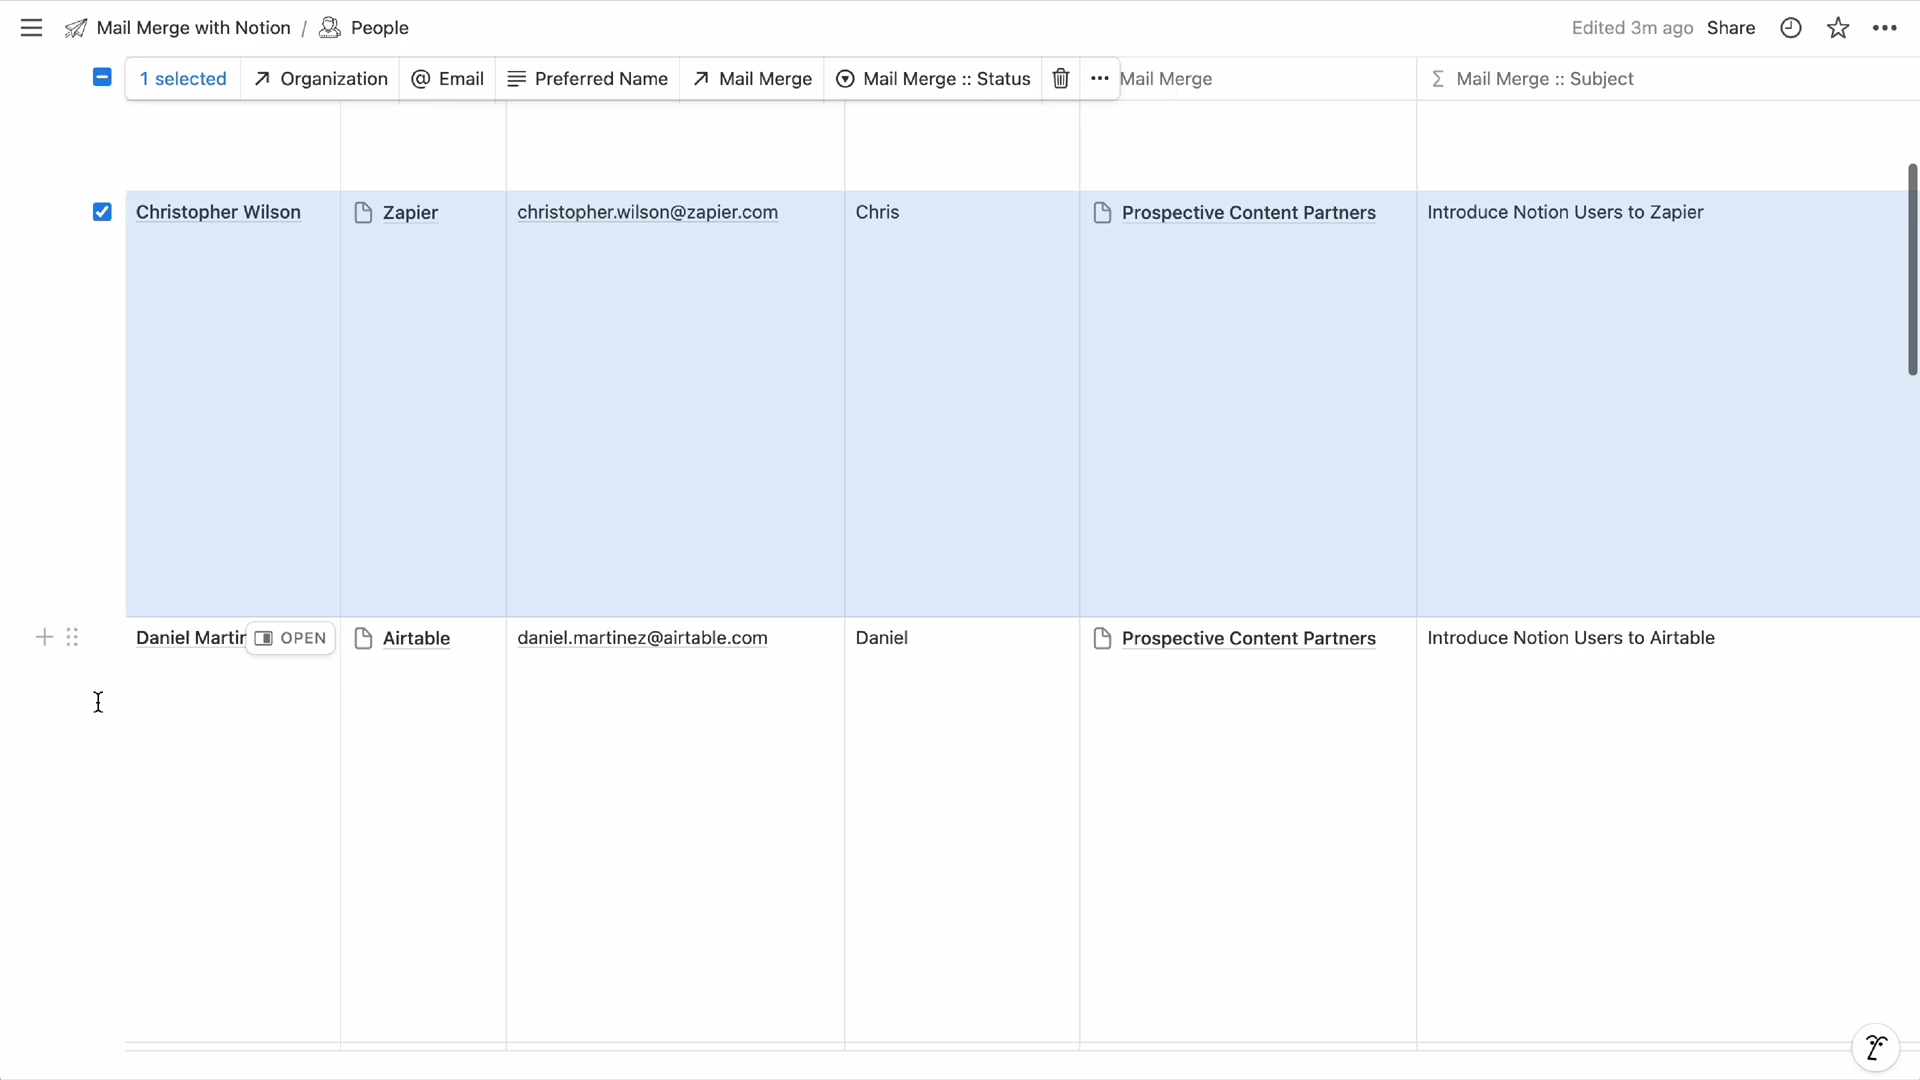 Mail Merge with Notion / People Edited 3m ago Share
1 selected Organization @ Email Preferred Name Mail Merge Mail Merge :: Status Mail Merge Σ Mail Merge :: Subject
Christopher Wilson Zapier christopher.wilson@zapier.com Chris Prospective Content Partners Introduce Notion Users to Zapier
Daniel Martin OPEN Airtable daniel.martinez@airtable.com Daniel Prospective Content Partners Introduce Notion Users to Airtable